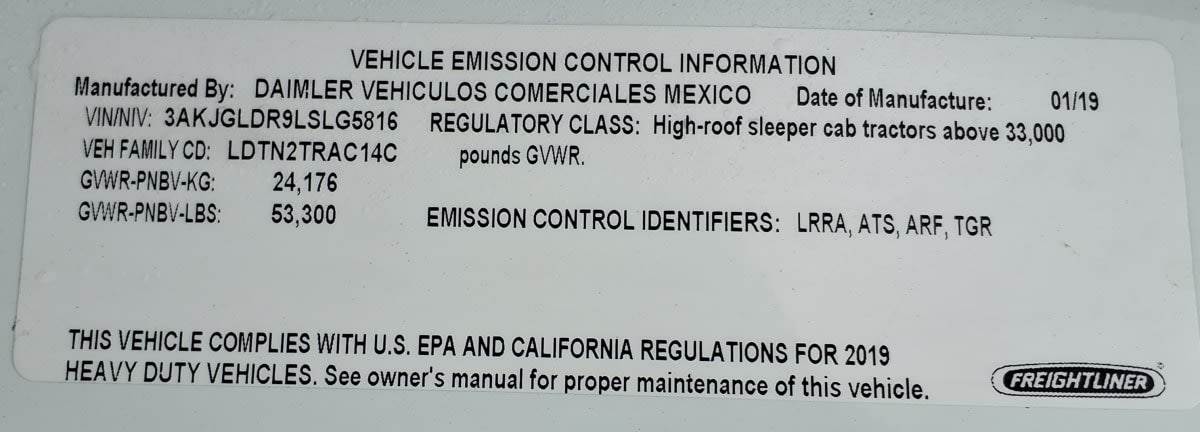 VEHICLE EMISSION CONTROL INFORMATION
Manufactured By: DAIMLER VEHICULOS COMERCIALES MEXICO Date of Manufacture: 01/19
VIN/NIV: 3AKJGLDR9LSLG5816 REGULATORY CLASS: High-roof sleeper cab tractors above 33,000
VEH FAMILY CD: LDTN2TRAC14C pounds GVWR.
GVWR-PNBV-KG: 24,176
GVWR-PNBV-LBS: 53,300 EMISSION CONTROL IDENTIFIERS: LRRA, ATS, ARF, TGR
THIS VEHICLE COMPLIES WITH U.S. EPA AND CALIFORNIA REGULATIONS FOR 2019
HEAVY DUTY VEHICLES. See owner's manual for proper maintenance of this vehicle.
FREIGHTLINER